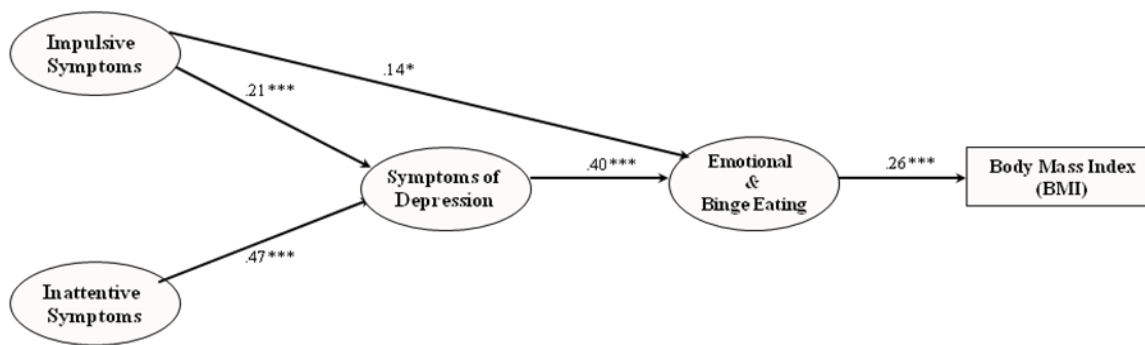 Impulsive
Symptoms
.14*
.21***
Symptoms of
Depression
.40***
Emotional
&
Binge Eating
.26***
Body Mass Index
(BMI)
.47***
Inattentive
Symptoms